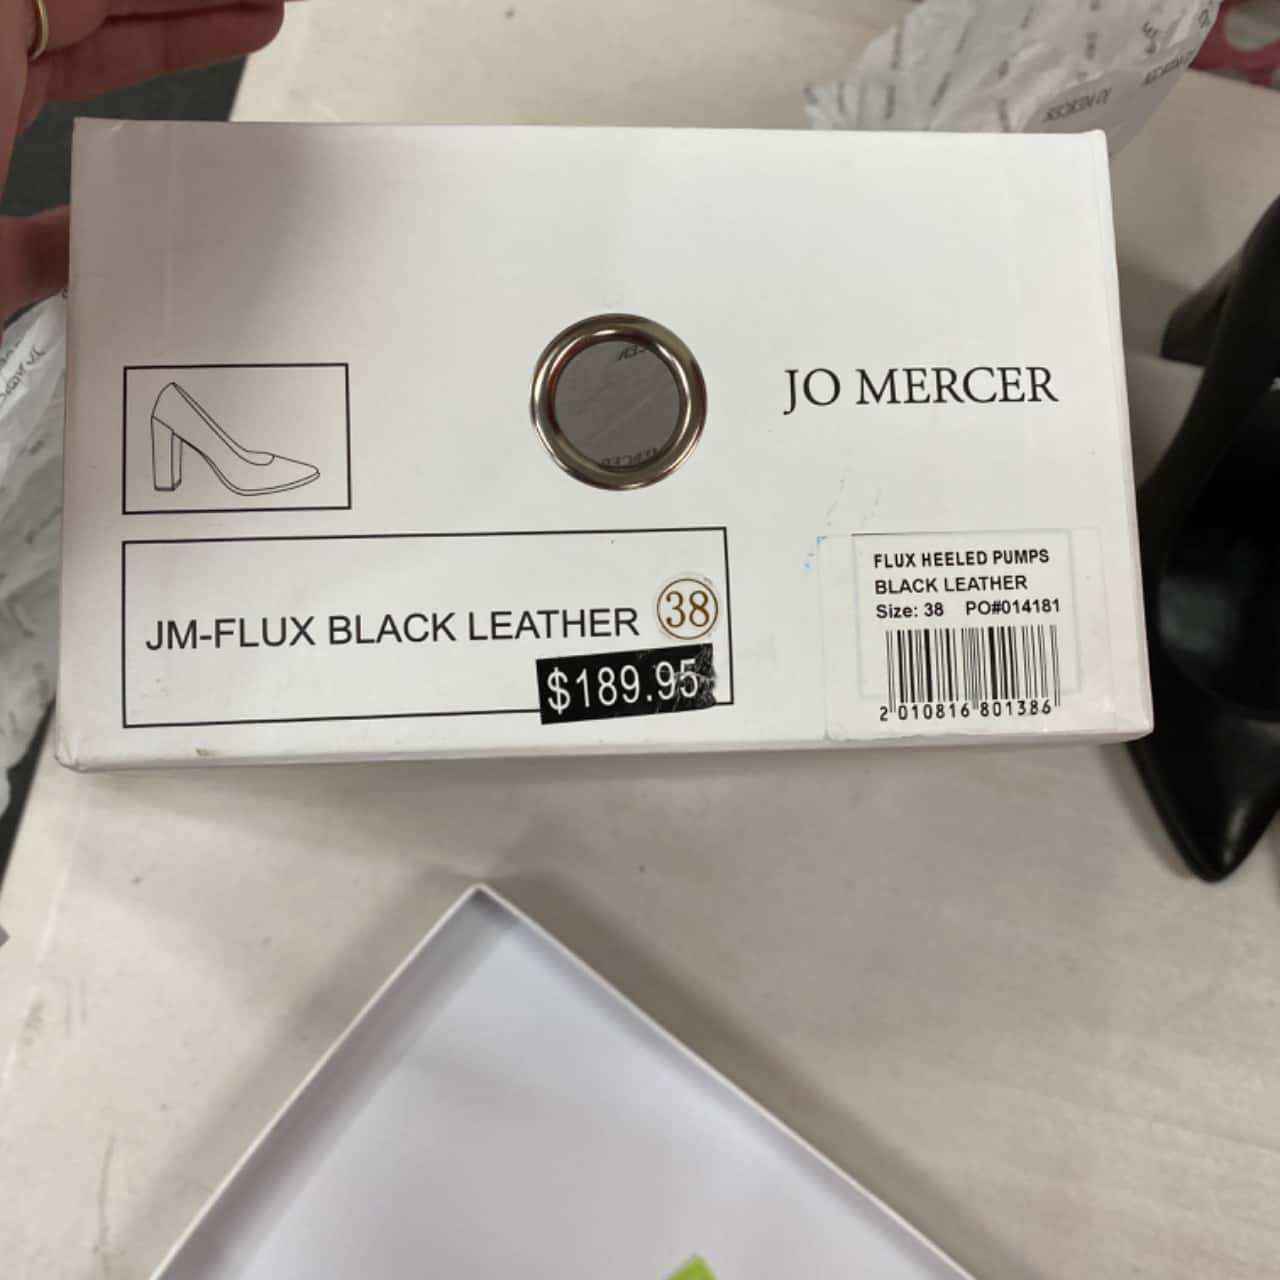 JO MERCER
JM-FLUX BLACK LEATHER 38
$189.95
FLUX HEELED PUMPS
BLACK LEATHER
Size: 38 PO#014181
2 010816 801386